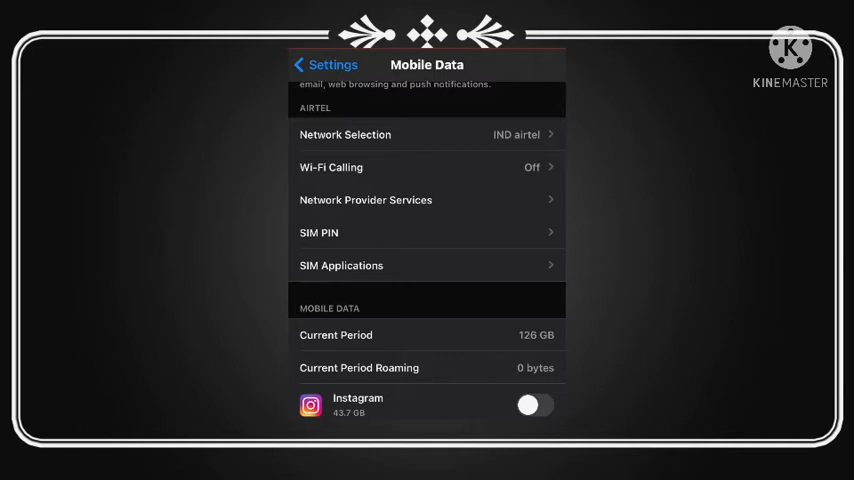 K
KINEMASTER
Settings
Mobile Data
email, web browsing and push notifications.
AIRTEL
Network Selection IND airtel
Wi-Fi Calling Off
Network Provider Services
SIM PIN
SIM Applications
MOBILE DATA
Current Period 126 GB
Current Period Roaming 0 bytes
Instagram
43.7 GB